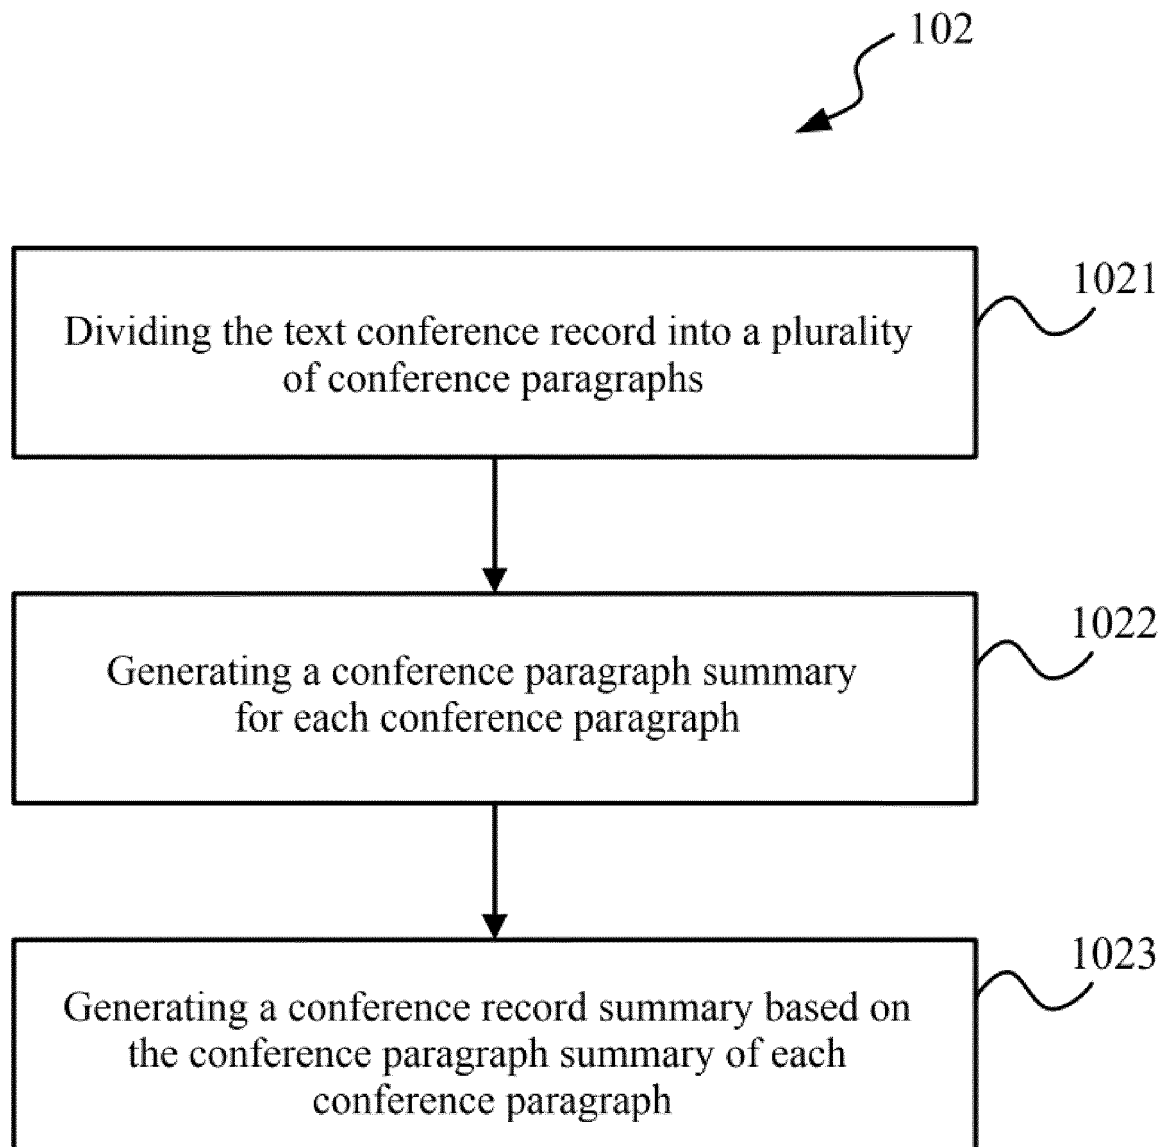 102
1021
Dividing the text conference record into a plurality
of conference paragraphs
1022
Generating a conference paragraph summary
for each conference paragraph
1023
Generating a conference record summary based on
the conference paragraph summary of each
conference paragraph